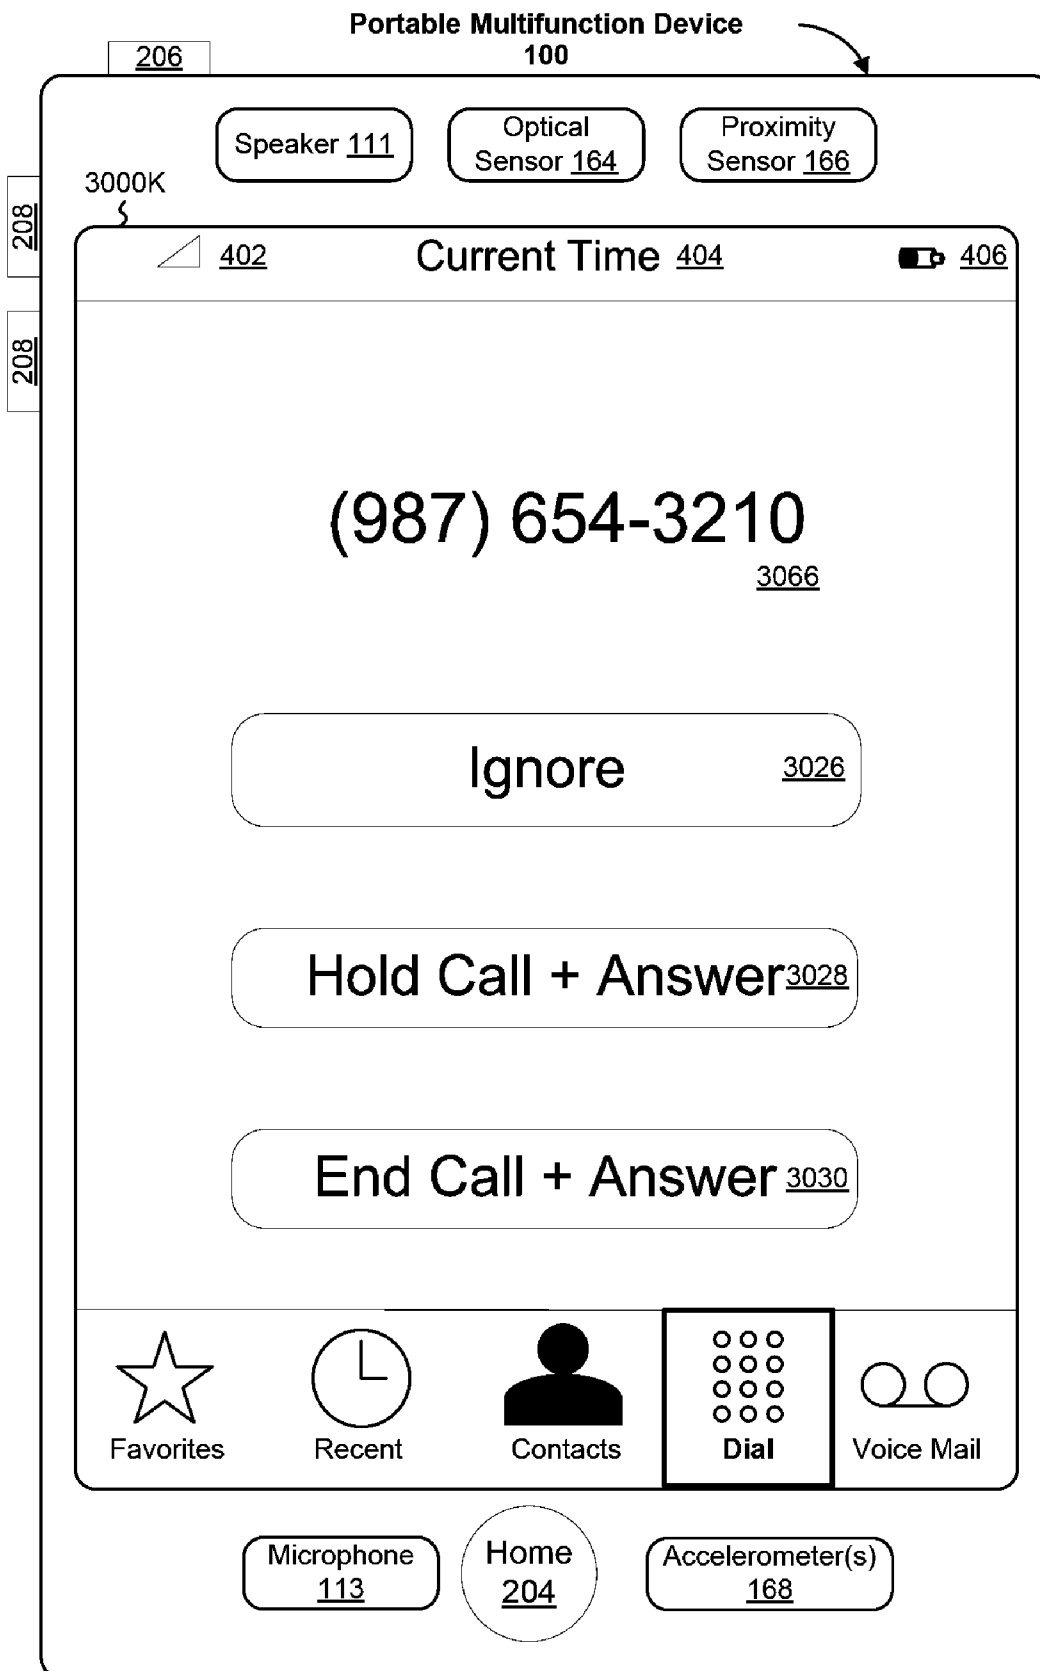 Portable Multifunction Device
100
206
Speaker 111
Optical
Sensor 164
Proximity
Sensor 166
3000K
208
208
402
Current Time 404
406
(987) 654-3210
3066
Ignore 3026
Hold Call + Answer 3028
End Call + Answer 3030
Favorites
Recent
Contacts
Dial
Voice Mail
Microphone
113
Home
204
Accelerometer(s)
168